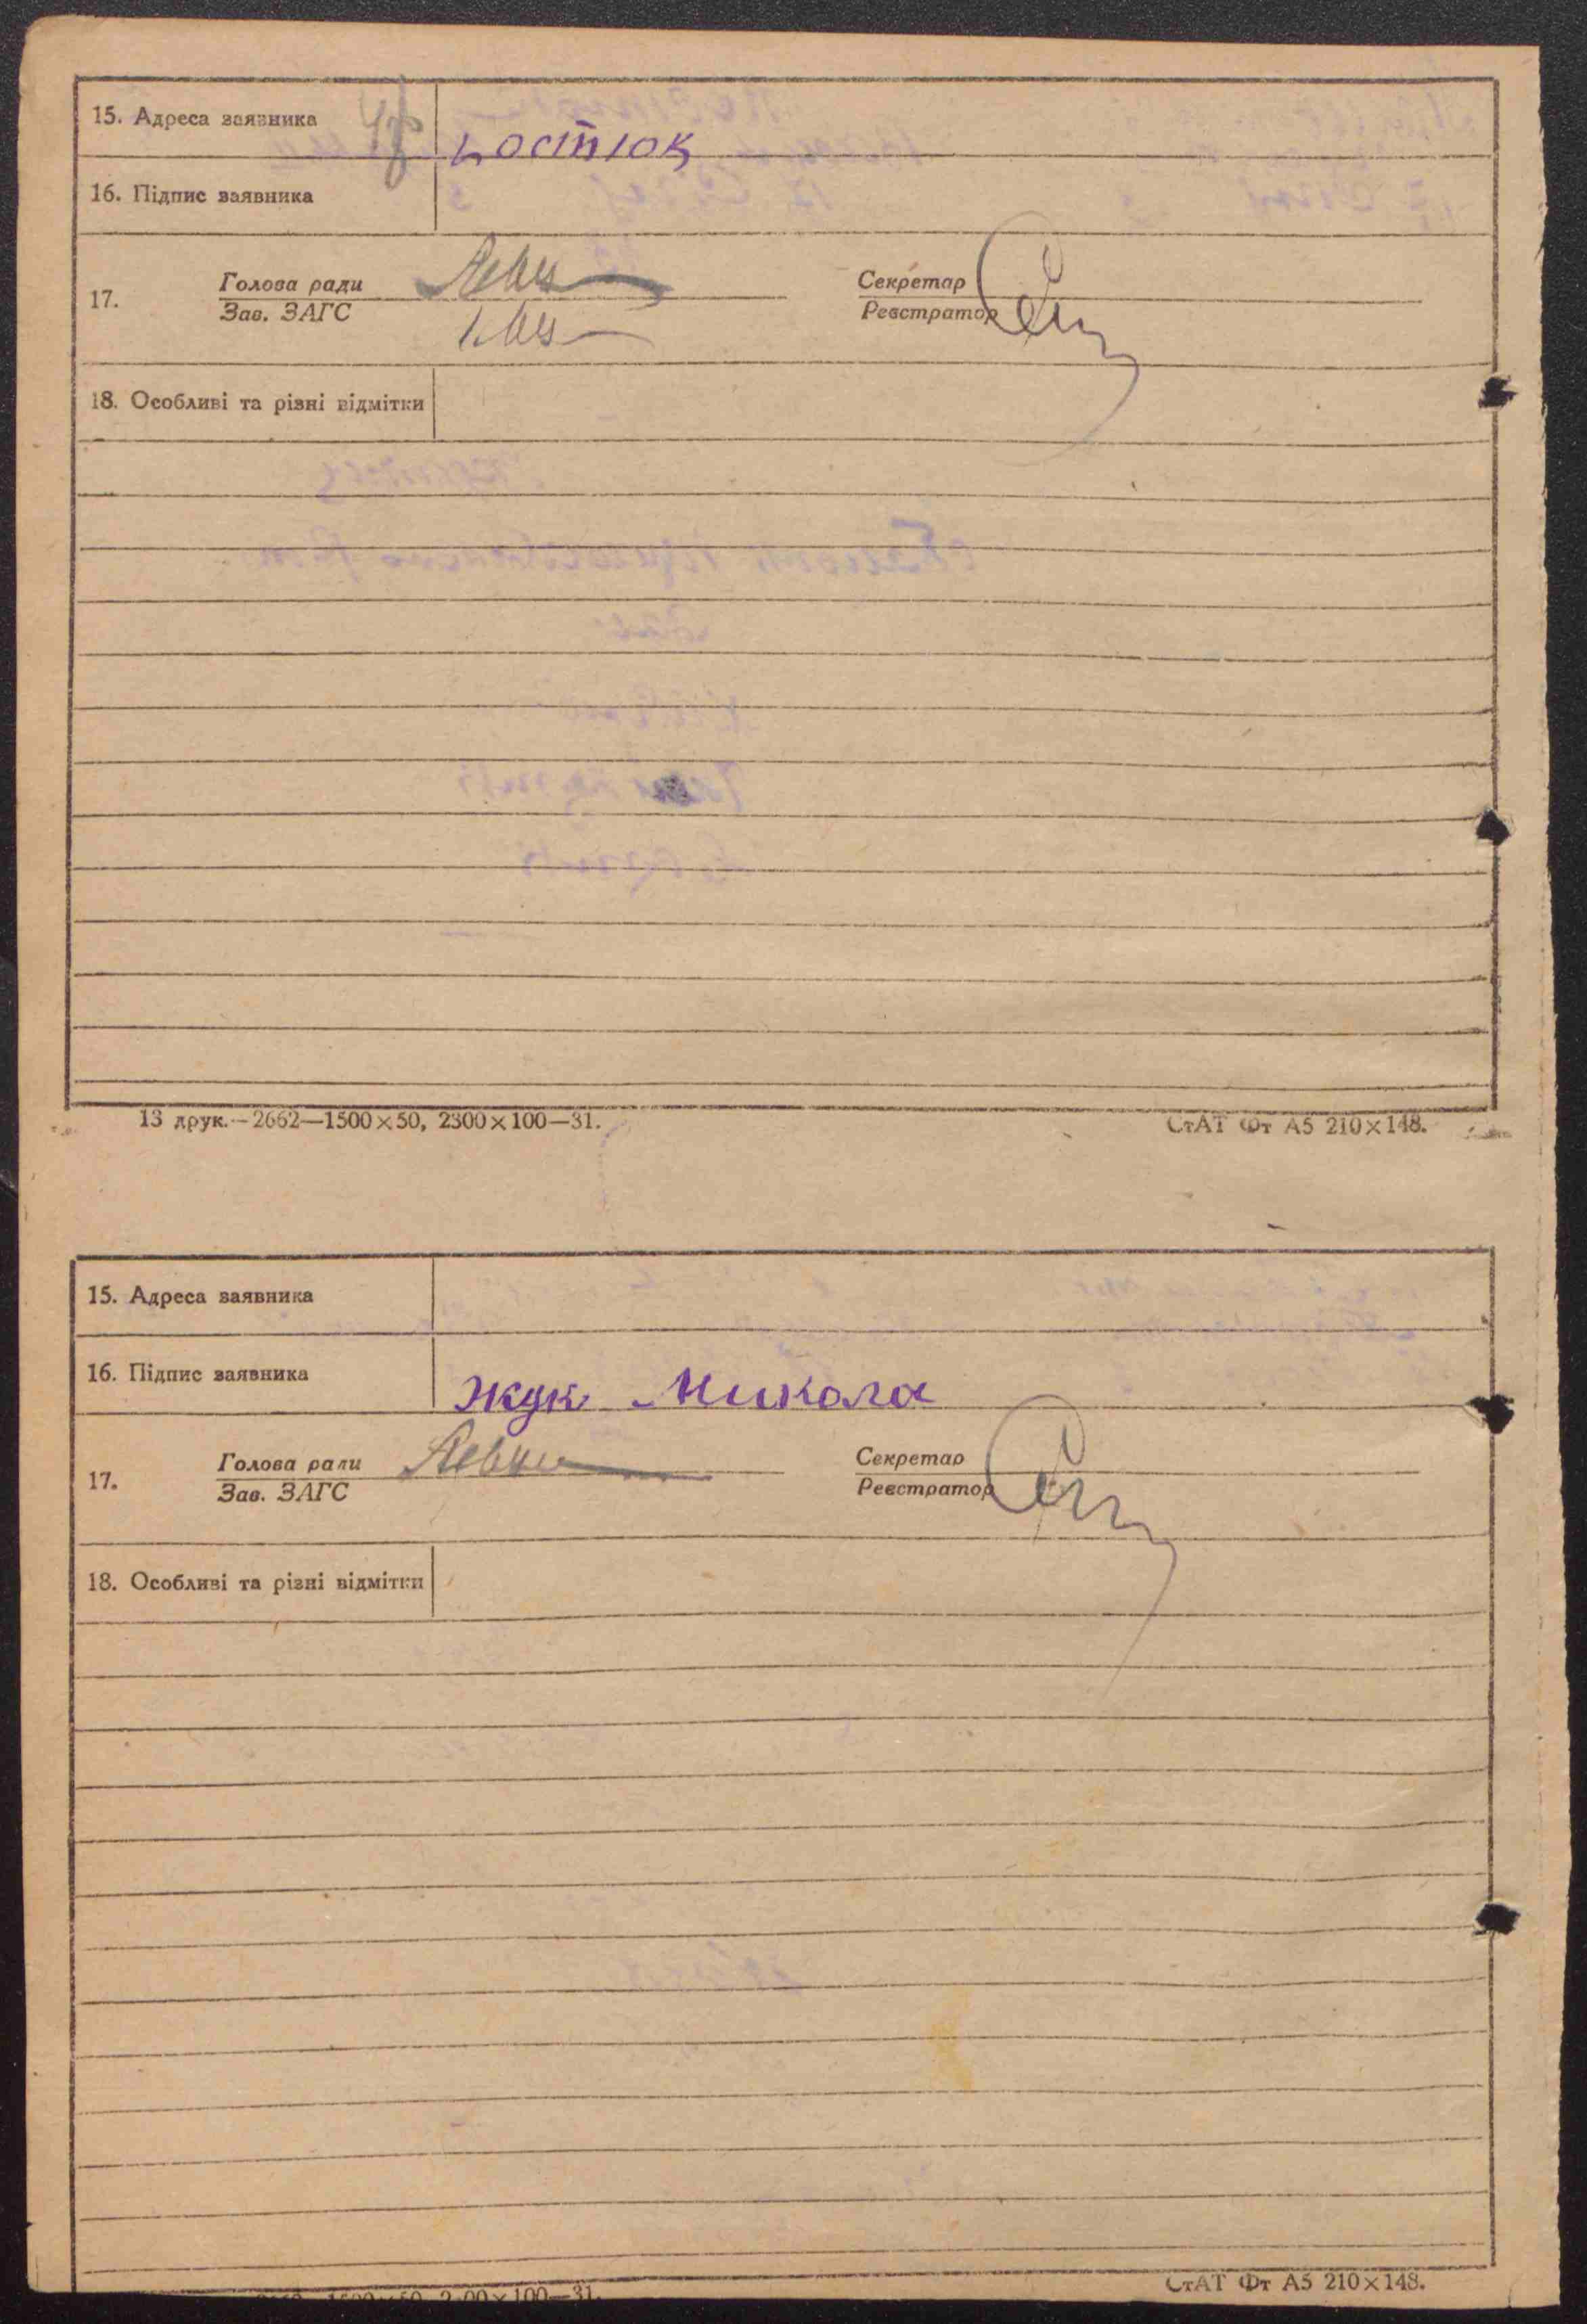 15. Адреса заявника
Костюк
16. Підпис заявника
17.
Голова ради
Зав. ЗАГС
Секретар
Реєстратор
18. Особливі та різні відмітки
13 друк.—2662—1500×50, 2300×100—31.
СтАТ Фт А5 210×148.
15. Адреса заявника
16. Підпис заявника
Жук Микола
17.
Голова ради
Зав. ЗАГС
Секретар
Реєстратор
18. Особливі та різні відмітки
СтАТ Фт А5 210×148.